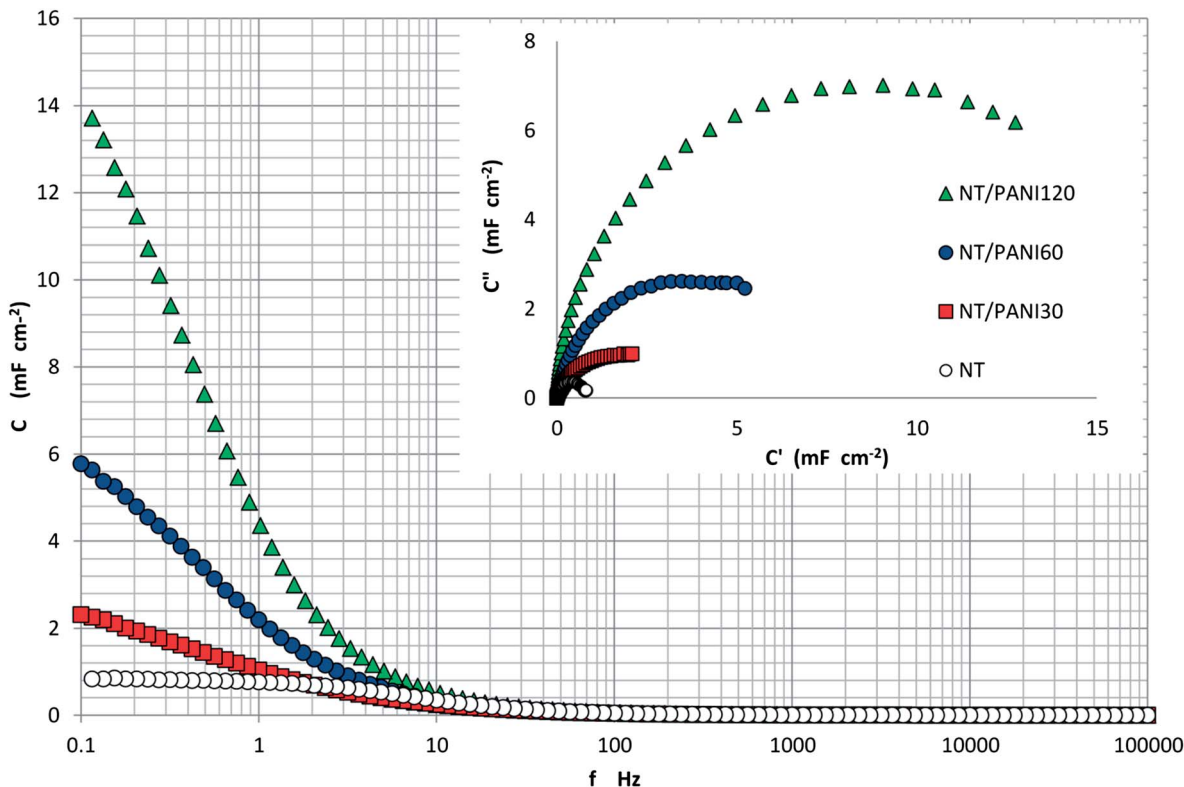 16
14
12
10
8
6
4
2
0
C (mF cm-²)
0.1 1 10 100 1000 10000 100000
f Hz
8
6
4
2
0
C" (mF cm-²)
0 5 10 15
C' (mF cm-²)
NT/PANI120
NT/PANI60
NT/PANI30
NT